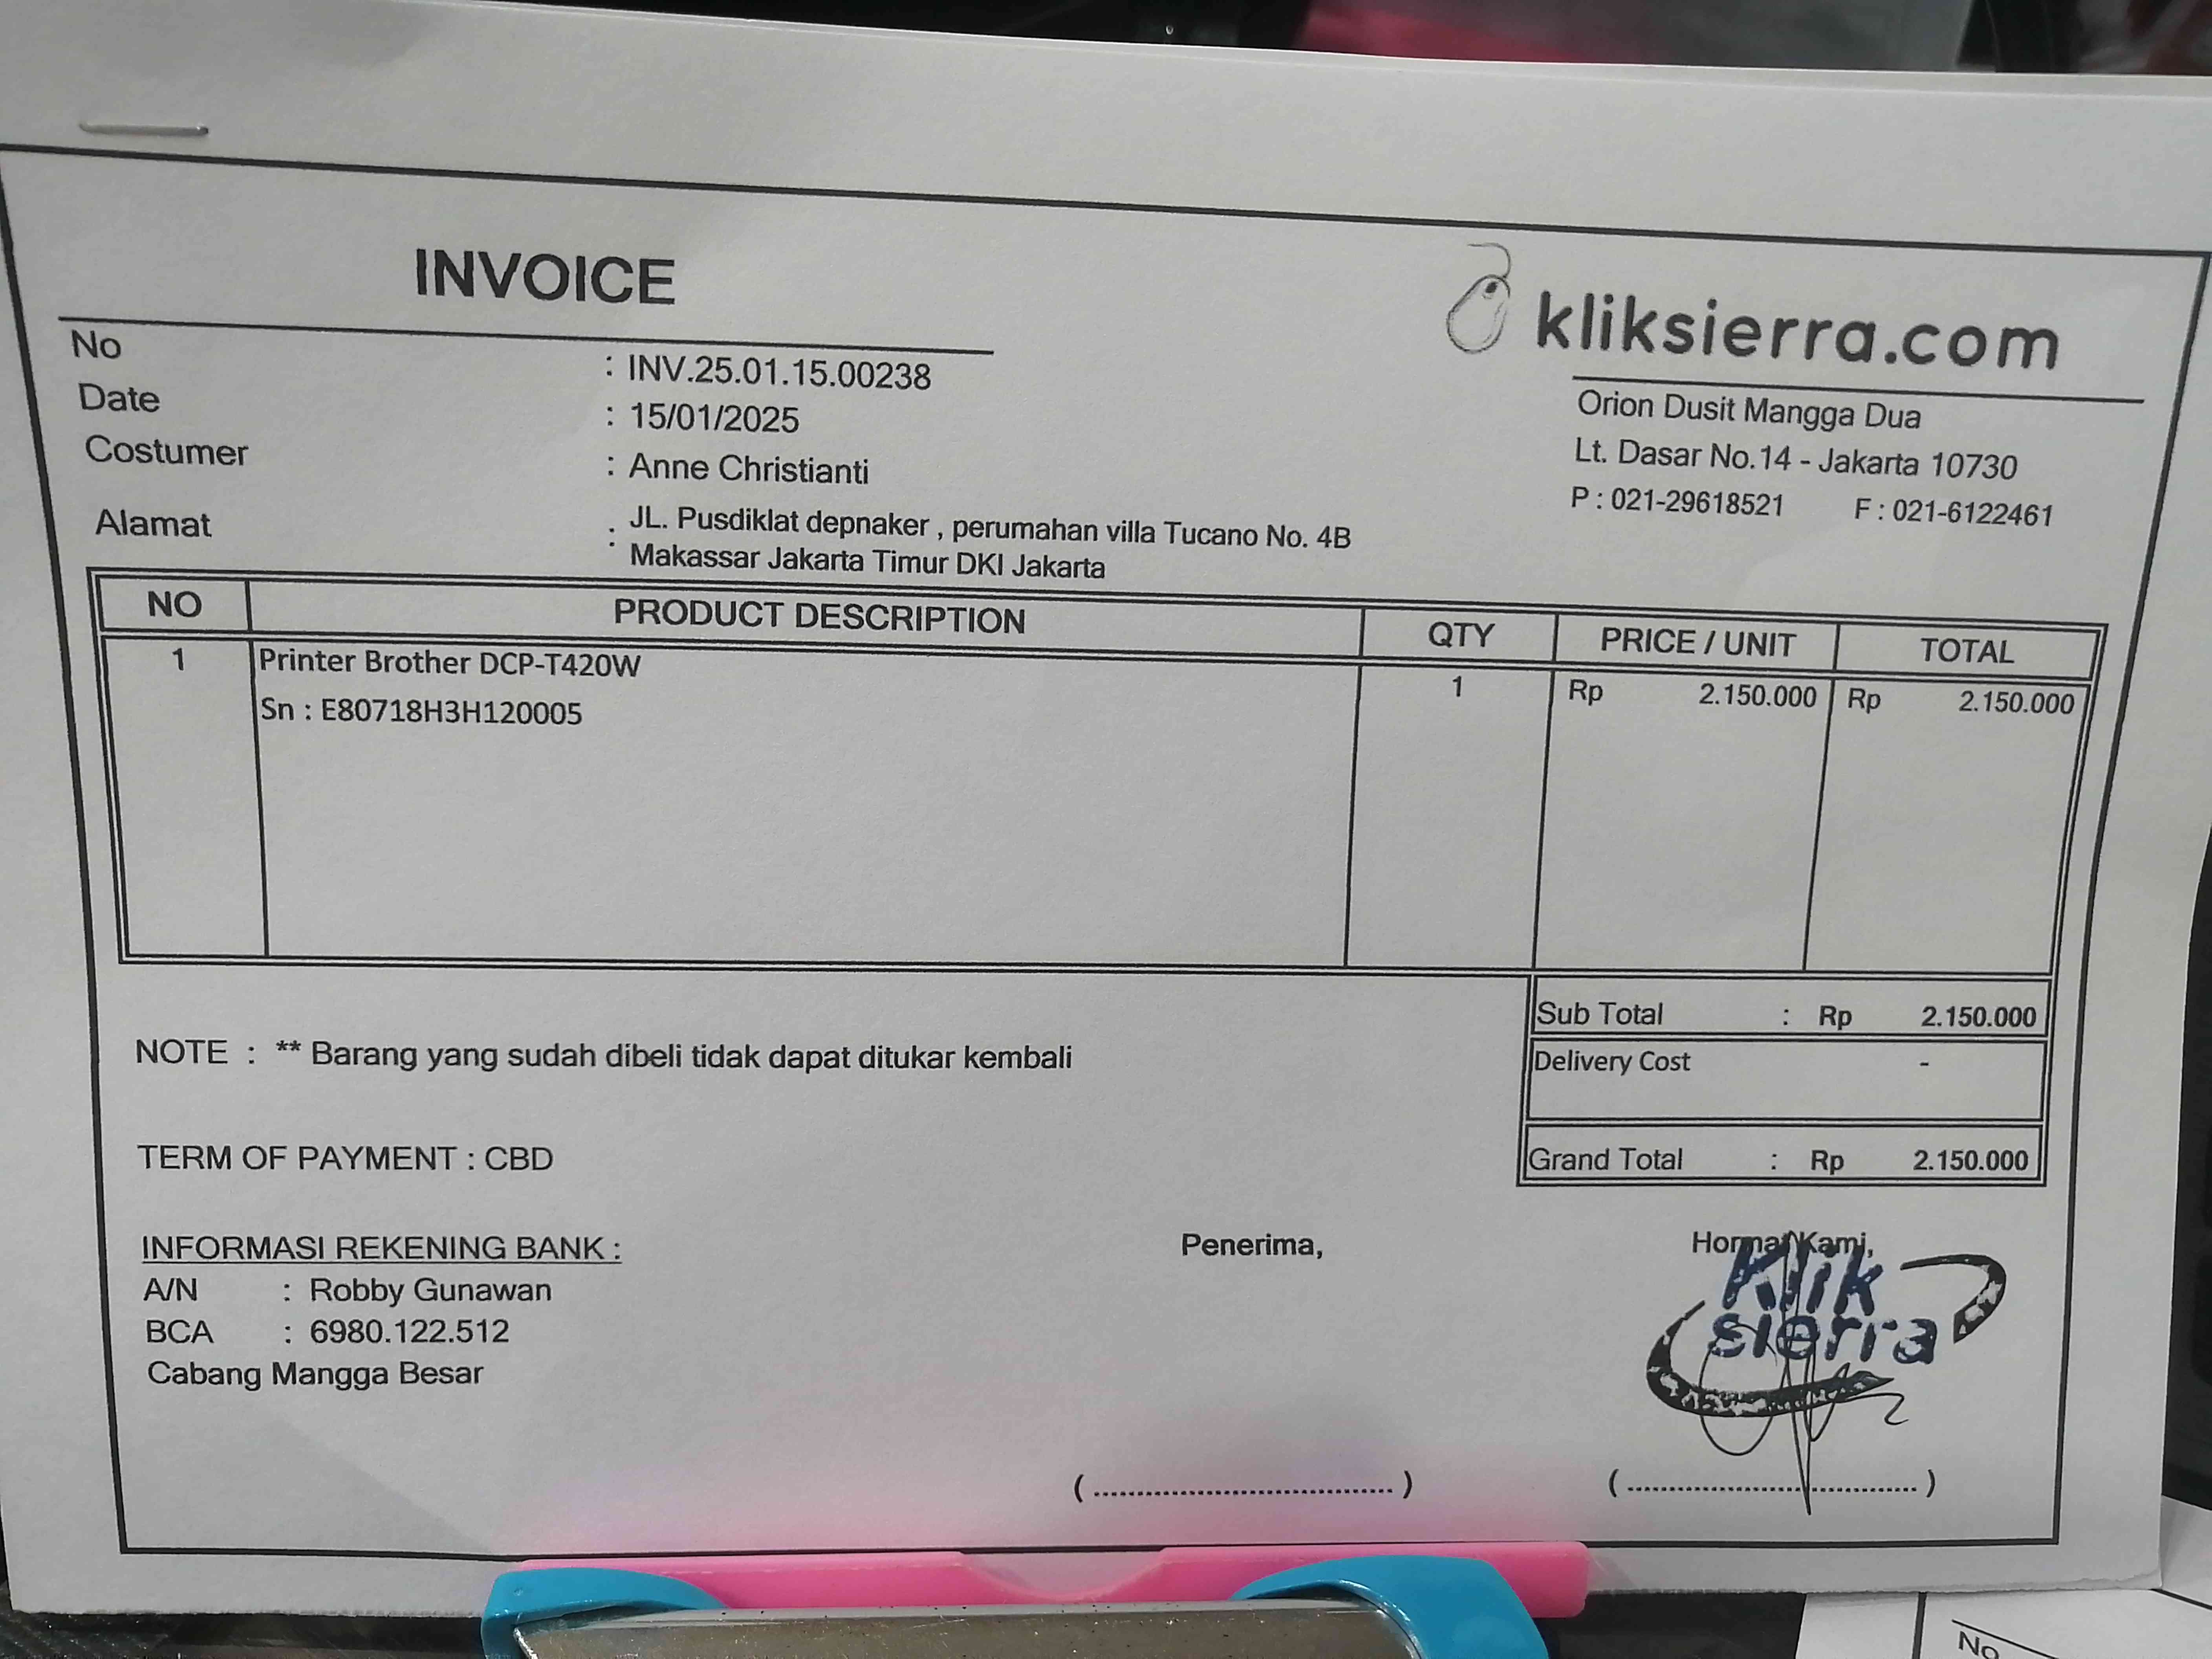 INVOICE
kliksierra.com
Orion Dusit Mangga Dua
Lt. Dasar No.14 - Jakarta 10730
P : 021-29618521 F : 021-6122461
No : INV.25.01.15.00238
Date : 15/01/2025
Costumer : Anne Christianti
Alamat : JL. Pusdiklat depnaker , perumahan villa Tucano No. 4B
Makassar Jakarta Timur DKI Jakarta
NO PRODUCT DESCRIPTION QTY PRICE / UNIT TOTAL
1 Printer Brother DCP-T420W 1 Rp 2.150.000 Rp 2.150.000
Sn : E80718H3H120005
Sub Total : Rp 2.150.000
NOTE : ** Barang yang sudah dibeli tidak dapat ditukar kembali
Delivery Cost -
TERM OF PAYMENT : CBD
Grand Total : Rp 2.150.000
INFORMASI REKENING BANK :
A/N : Robby Gunawan
BCA : 6980.122.512
Cabang Mangga Besar
Penerima,
Hormat Kami,
Klik
sierra
( ........................................ )
( ........................................ )
No